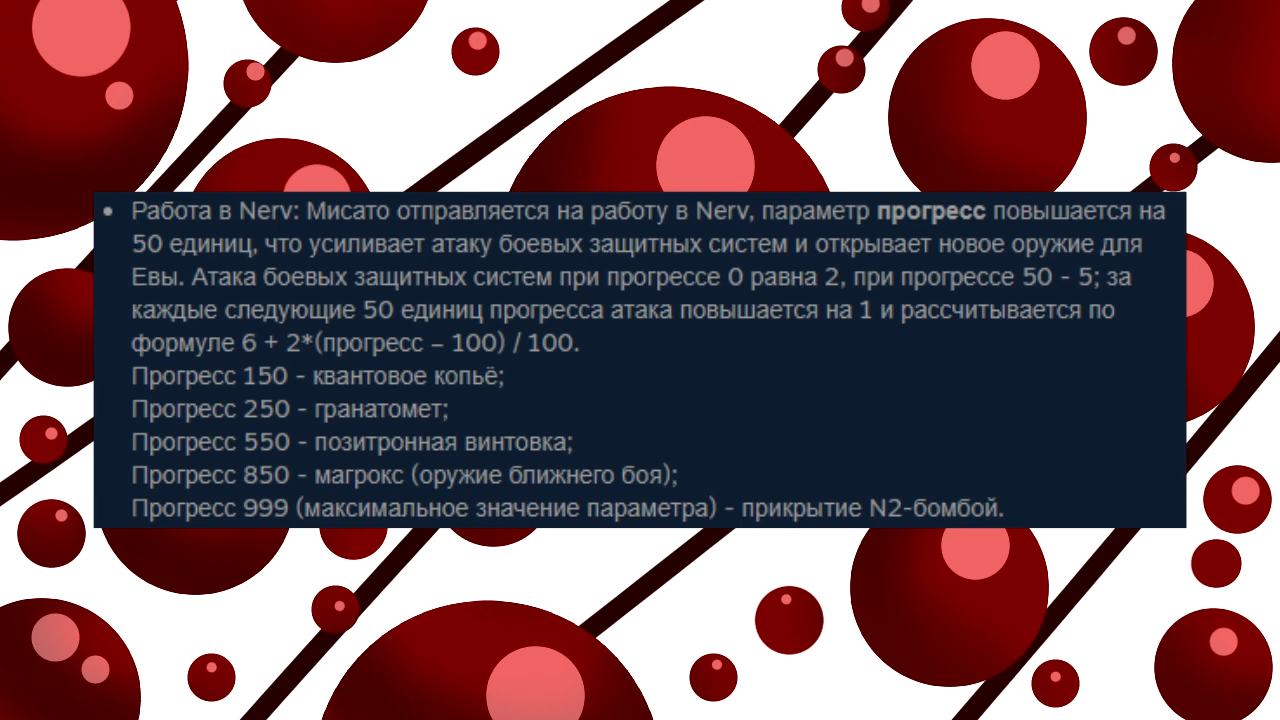 • Работа в Nerv: Мисато отправляется на работу в Nerv, параметр прогресс повышается на
50 единиц, что усиливает атаку боевых защитных систем и открывает новое оружие для
Евы. Атака боевых защитных систем при прогрессе 0 равна 2, при прогрессе 50 - 5; за
каждые следующие 50 единиц прогресса атака повышается на 1 и рассчитывается по
формуле 6 + 2*(прогресс – 100) / 100.
Прогресс 150 - квантовое копьё;
Прогресс 250 - гранатомет;
Прогресс 550 - позитронная винтовка;
Прогресс 850 - магрокс (оружие ближнего боя);
Прогресс 999 (максимальное значение параметра) - прикрытие N2-бомбой.